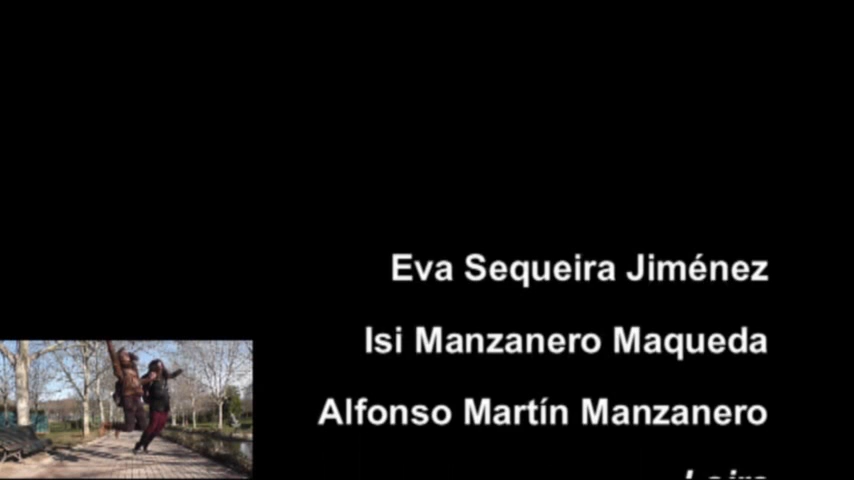 Eva Sequeira Jiménez
Isi Manzanero Maqueda
Alfonso Martín Manzanero